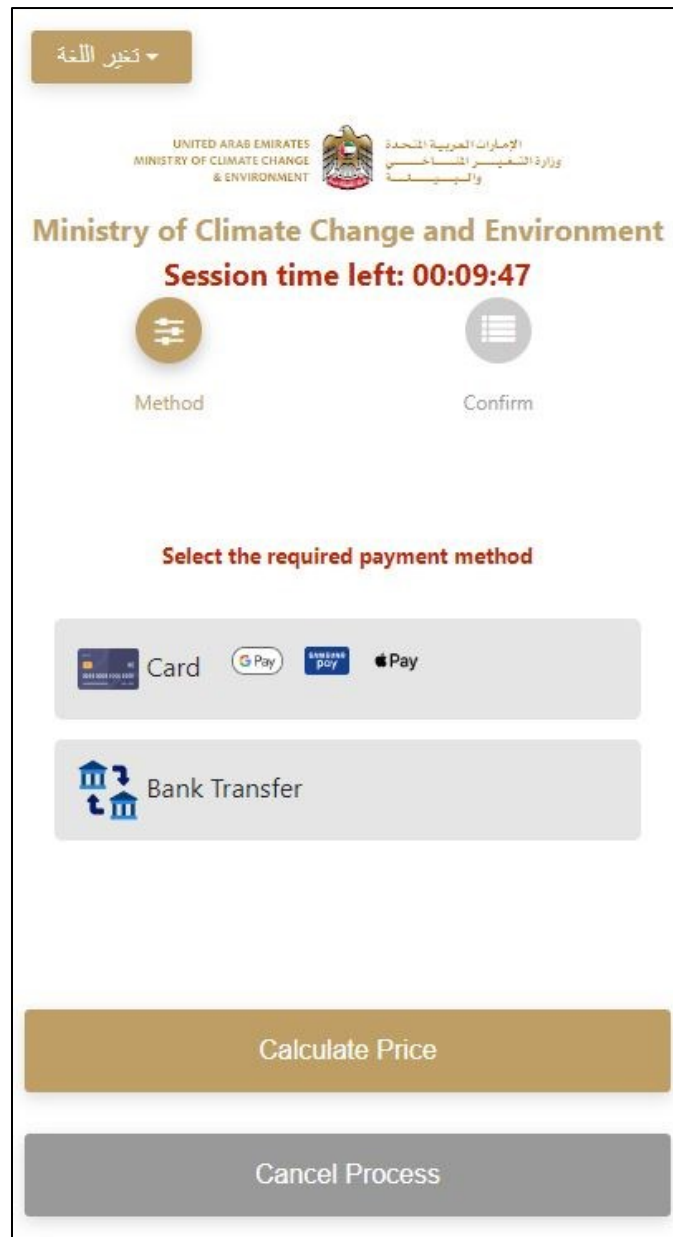 تغير اللغة
UNITED ARAB EMIRATES
MINISTRY OF CLIMATE CHANGE
& ENVIRONMENT
الإمارات العربية المتحدة
وزارة التغير المناخي
والبيئة
Ministry of Climate Change and Environment
Session time left: 00:09:47
Method
Confirm
Select the required payment method
Card G Pay SAMSUNG pay Pay
Bank Transfer
Calculate Price
Cancel Process